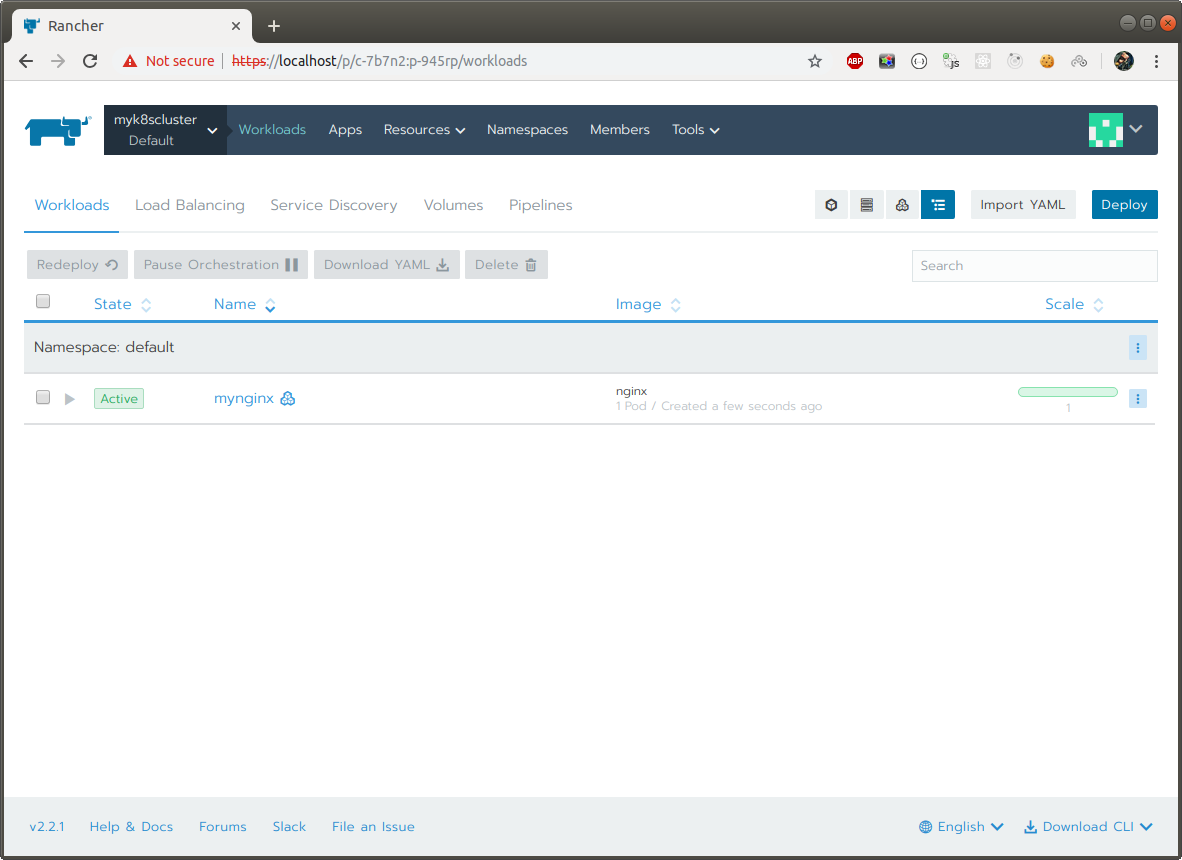 Rancher
Not secure https://localhost/p/c-7b7n2:p-945rp/workloads
ABP
js
myk8scluster
Default
Workloads Apps Resources Namespaces Members Tools
Workloads Load Balancing Service Discovery Volumes Pipelines
Import YAML Deploy
Redeploy Pause Orchestration Download YAML Delete
Search
State Name Image Scale
Namespace: default
Active mynginx nginx
1 Pod / Created a few seconds ago
1
v2.2.1 Help & Docs Forums Slack File an Issue English Download CLI